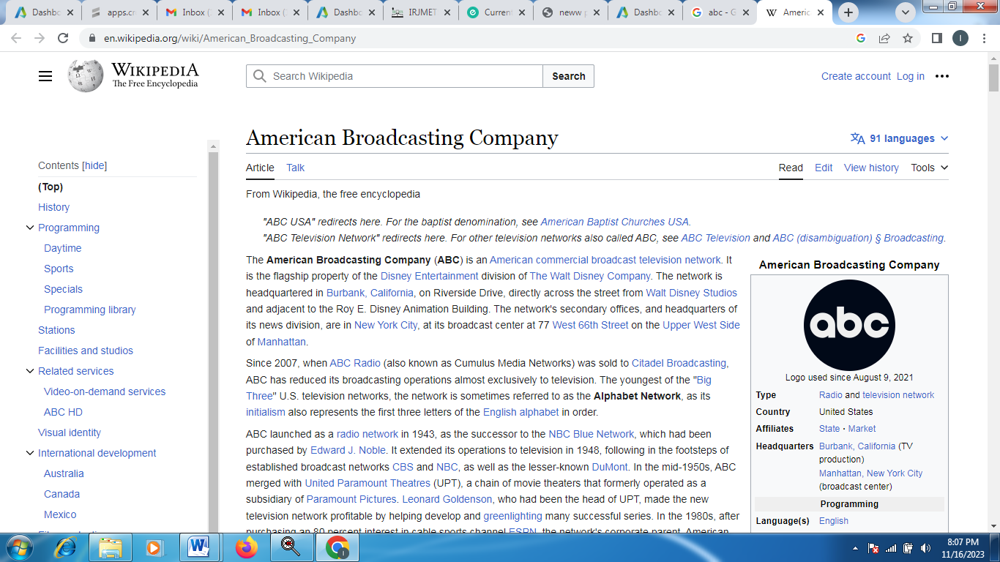 Dashbc
apps.cr
Inbox (2
Inbox (2
Dashbc
IRJMET
Current
neww p
Dashbc
abc - G
Americ
en.wikipedia.org/wiki/American_Broadcasting_Company
I
WIKIPEDIA
The Free Encyclopedia
Search Wikipedia
Search
Create account Log in
American Broadcasting Company
91 languages
Article Talk
Read Edit View history Tools
Contents [hide]
(Top)
History
Programming
Daytime
Sports
Specials
Programming library
Stations
Facilities and studios
Related services
Video-on-demand services
ABC HD
Visual identity
International development
Australia
Canada
Mexico
From Wikipedia, the free encyclopedia
"ABC USA" redirects here. For the baptist denomination, see American Baptist Churches USA.
"ABC Television Network" redirects here. For other television networks also called ABC, see ABC Television and ABC (disambiguation) § Broadcasting.
The American Broadcasting Company (ABC) is an American commercial broadcast television network. It
is the flagship property of the Disney Entertainment division of The Walt Disney Company. The network is
headquartered in Burbank, California, on Riverside Drive, directly across the street from Walt Disney Studios
and adjacent to the Roy E. Disney Animation Building. The network's secondary offices, and headquarters of
its news division, are in New York City, at its broadcast center at 77 West 66th Street on the Upper West Side
of Manhattan.
Since 2007, when ABC Radio (also known as Cumulus Media Networks) was sold to Citadel Broadcasting,
ABC has reduced its broadcasting operations almost exclusively to television. The youngest of the "Big
Three" U.S. television networks, the network is sometimes referred to as the Alphabet Network, as its
initialism also represents the first three letters of the English alphabet in order.
ABC launched as a radio network in 1943, as the successor to the NBC Blue Network, which had been
purchased by Edward J. Noble. It extended its operations to television in 1948, following in the footsteps of
established broadcast networks CBS and NBC, as well as the lesser-known DuMont. In the mid-1950s, ABC
merged with United Paramount Theatres (UPT), a chain of movie theaters that formerly operated as a
subsidiary of Paramount Pictures. Leonard Goldenson, who had been the head of UPT, made the new
television network profitable by helping develop and greenlighting many successful series. In the 1980s, after
purchasing an 80 percent interest in cable sports channel ESPN, the network's corporate parent, American
American Broadcasting Company
abc
Logo used since August 9, 2021
Type Radio and television network
Country United States
Affiliates State · Market
Headquarters Burbank, California (TV
production)
Manhattan, New York City
(broadcast center)
Programming
Language(s) English
8:07 PM
11/16/2023